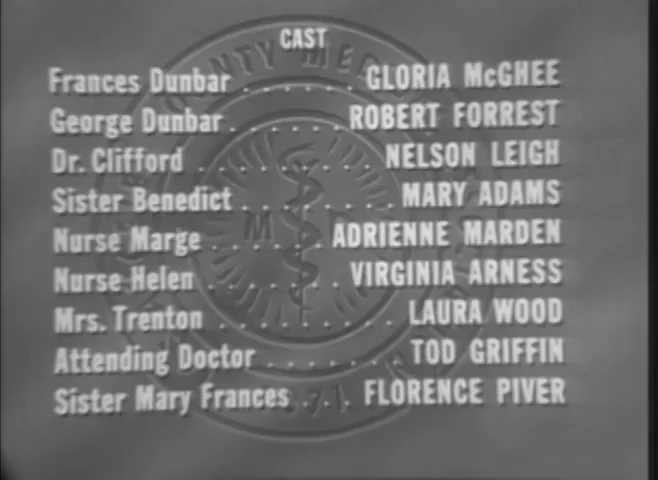 CAST
Frances Dunbar . . . . . . GLORIA McGHEE
George Dunbar . . . . . . ROBERT FORREST
Dr. Clifford . . . . . . . . . NELSON LEIGH
Sister Benedict . . . . . . . . MARY ADAMS
Nurse Marge . . . . . . ADRIENNE MARDEN
Nurse Helen . . . . . . . VIRGINIA ARNESS
Mrs. Trenton . . . . . . . . . . LAURA WOOD
Attending Doctor . . . . . . . TOD GRIFFIN
Sister Mary Frances . . . FLORENCE PIVER
COUNTY MED
M